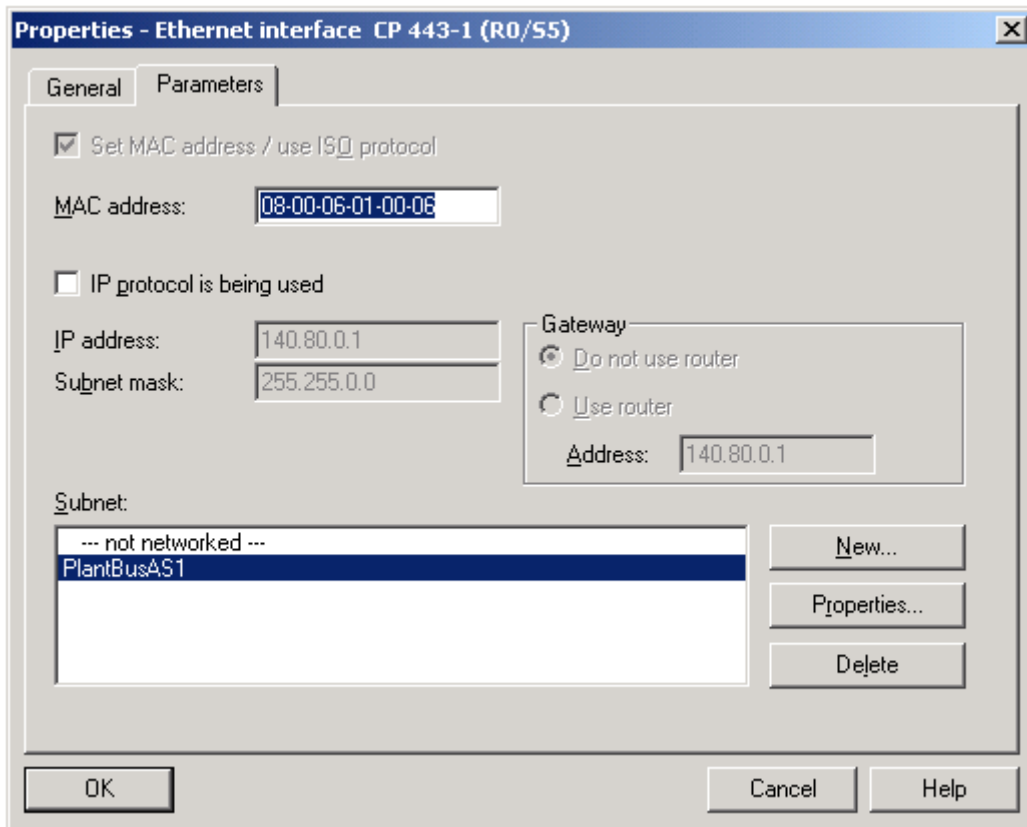 Properties - Ethernet interface CP 443-1 (R0/S5)
General
Parameters
Set MAC address / use ISO protocol
MAC address:
08-00-06-01-00-06
IP protocol is being used
IP address:
140.80.0.1
Subnet mask:
255.255.0.0
Gateway
Do not use router
Use router
Address:
140.80.0.1
Subnet:
--- not networked ---
PlantBusAS1
New...
Properties...
Delete
OK
Cancel
Help